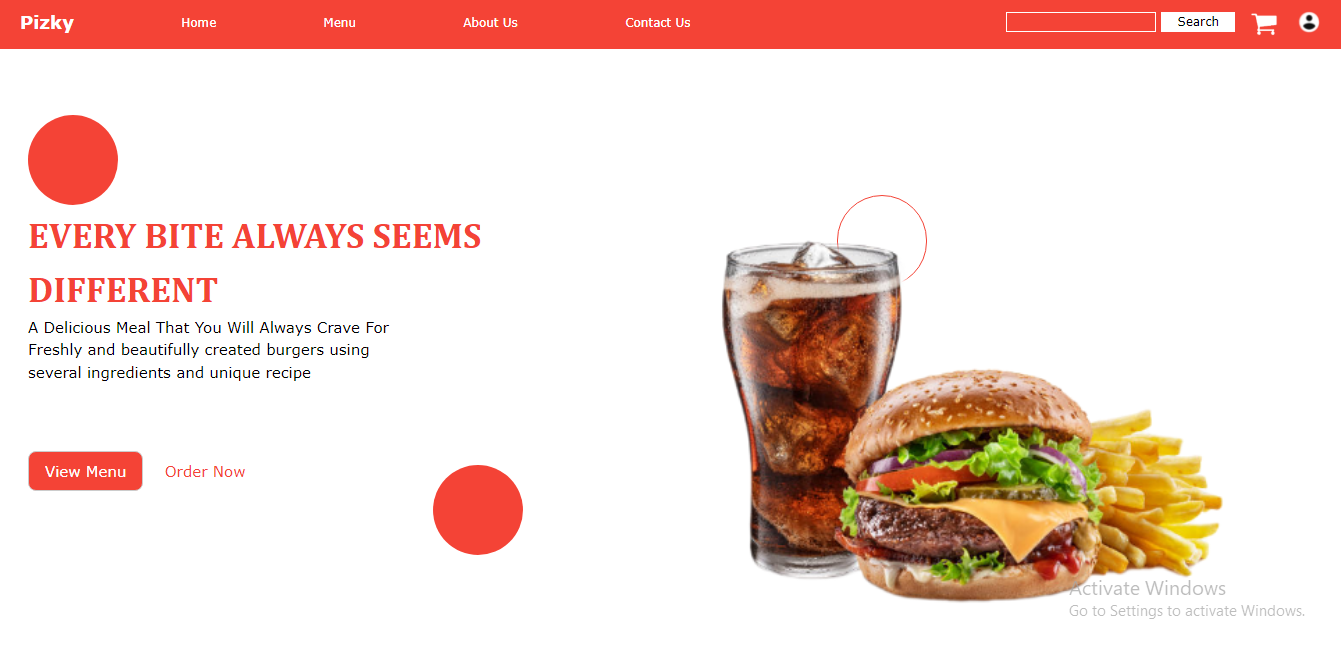 Pizky
Home
Menu
About Us
Contact Us
Search
EVERY BITE ALWAYS SEEMS
DIFFERENT
A Delicious Meal That You Will Always Crave For
Freshly and beautifully created burgers using
several ingredients and unique recipe
View Menu
Order Now
Activate Windows
Go to Settings to activate Windows.